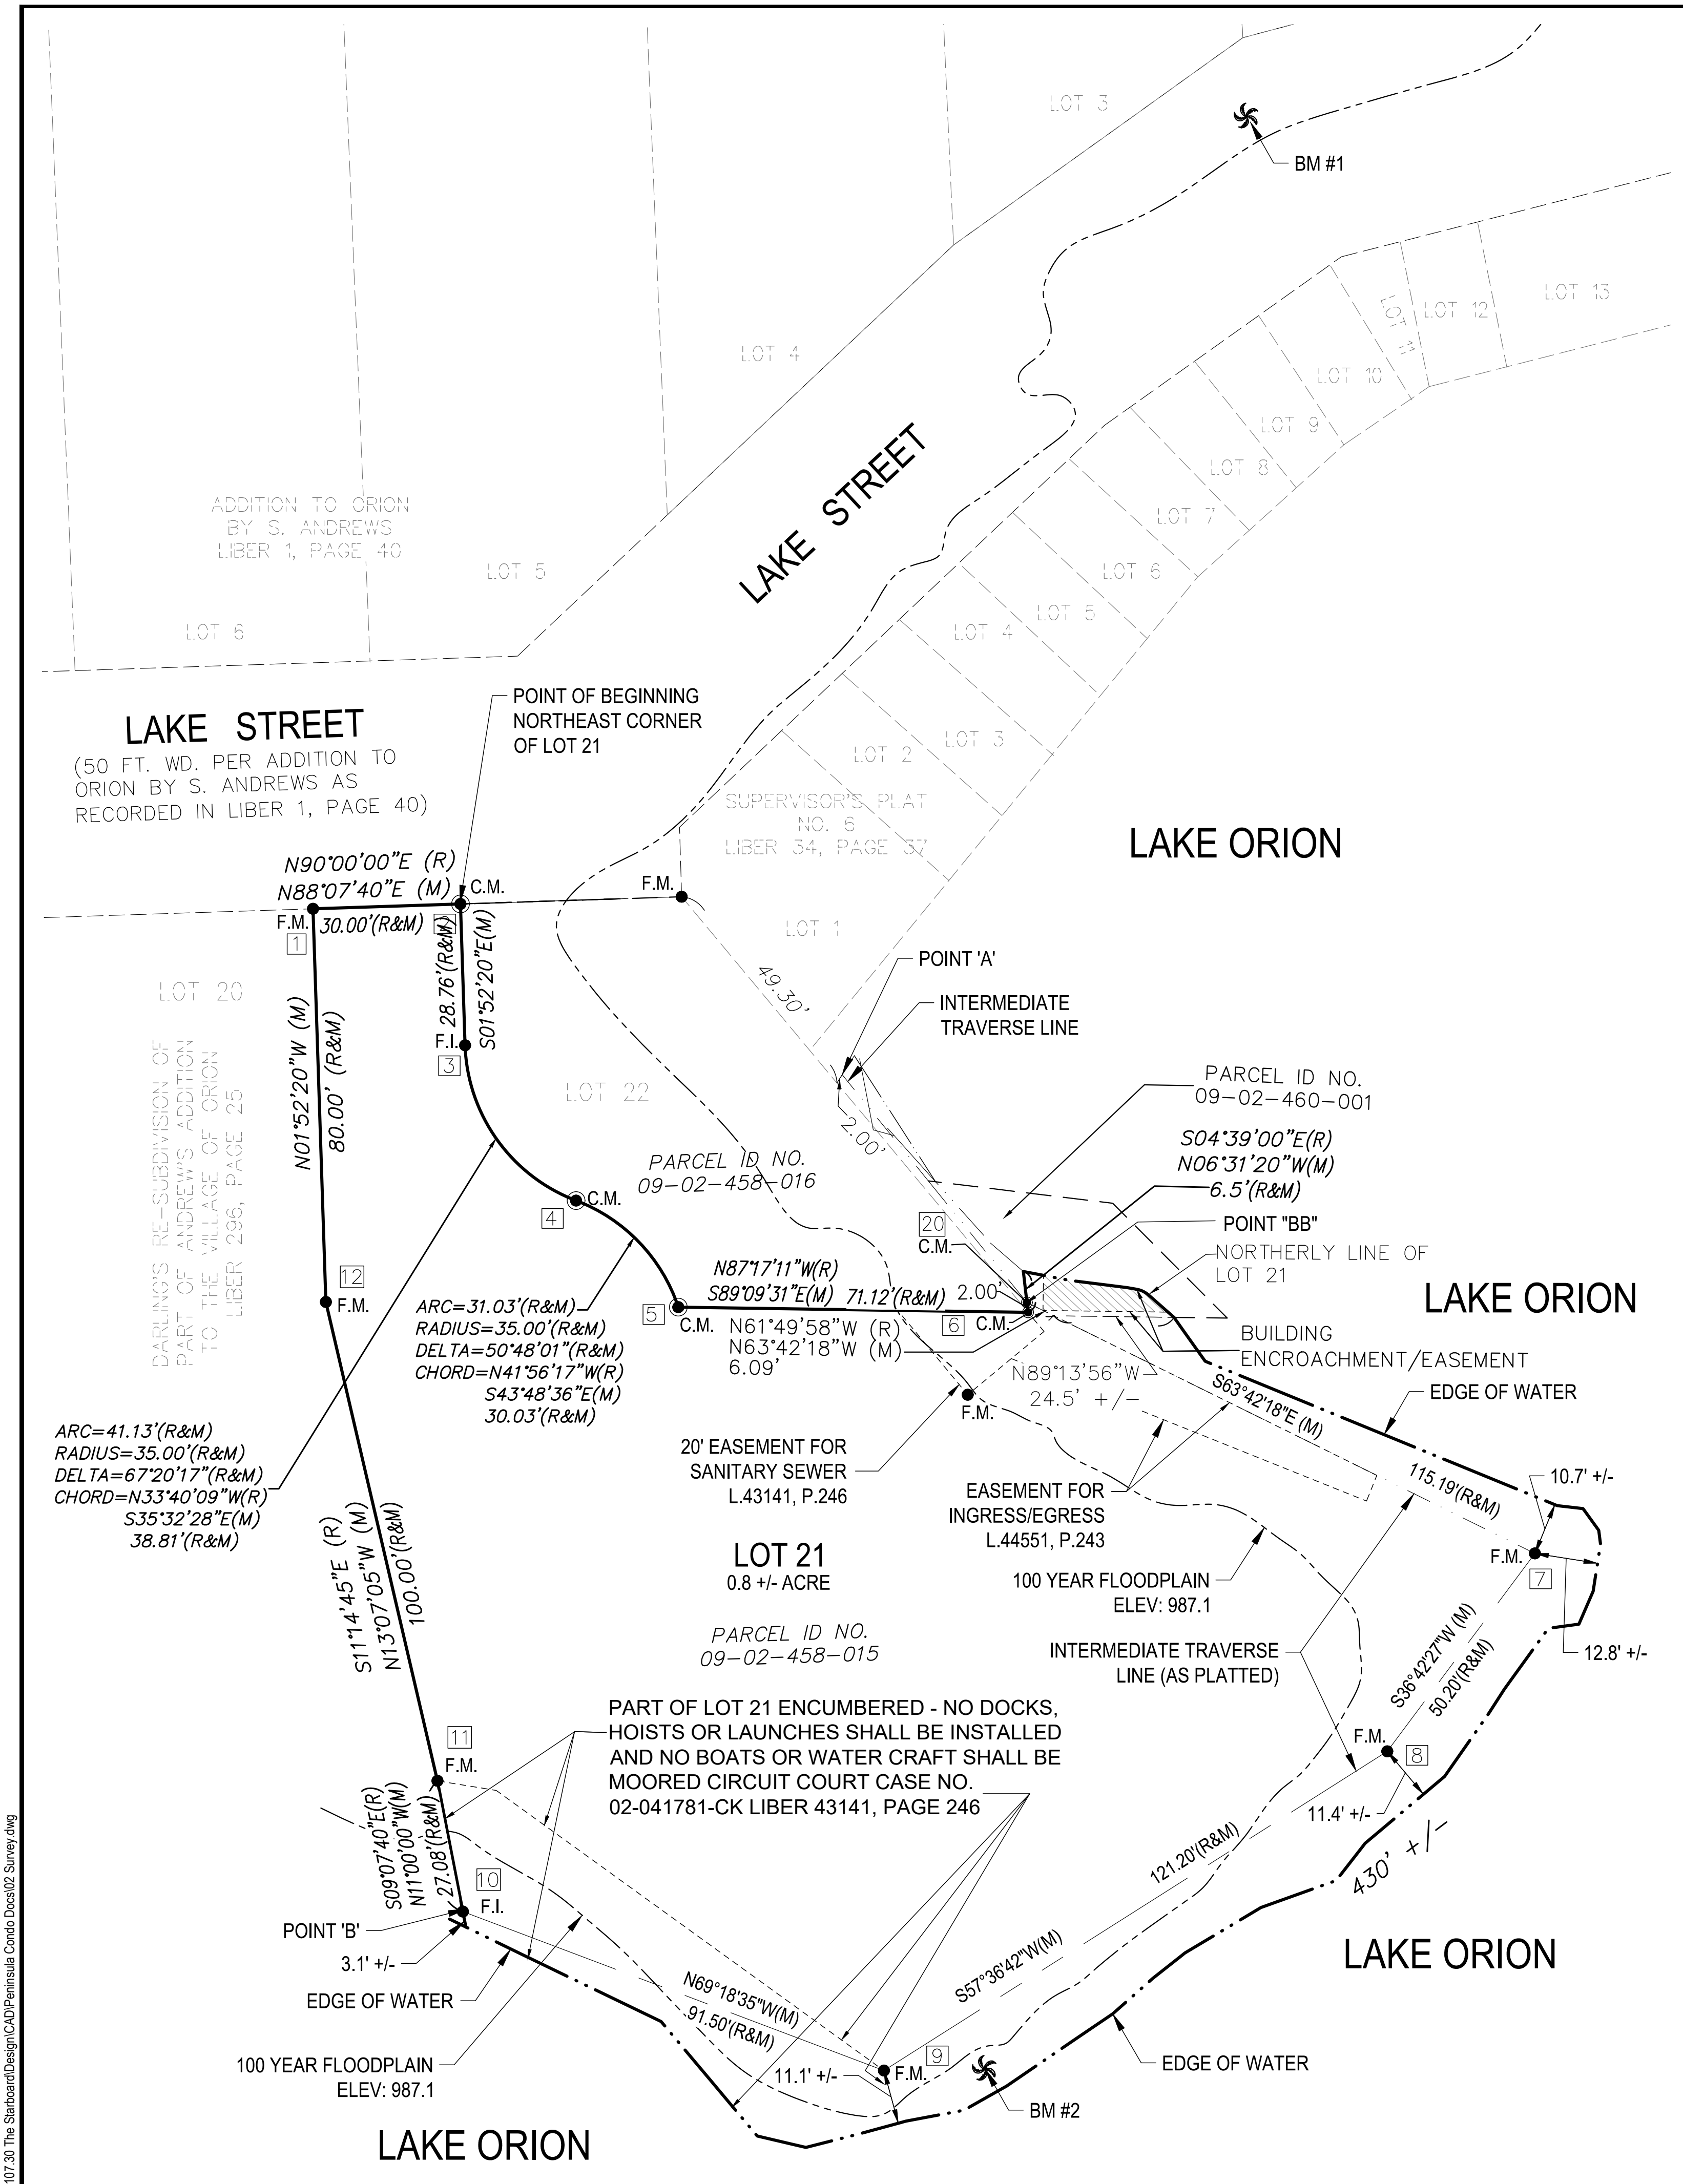 LOT 3
BM #1
LOT 13
LOT 12
LOT 11
LOT 4
LOT 10
LOT 9
LAKE STREET
LOT 8
ADDITION TO ORION
BY S. ANDREWS
LIBER 1, PAGE 40
LOT 7
LOT 5
LOT 6
LOT 5
LOT 6
LOT 4
LAKE STREET
(50 FT. WD. PER ADDITION TO
ORION BY S. ANDREWS AS
RECORDED IN LIBER 1, PAGE 40)
POINT OF BEGINNING
NORTHEAST CORNER
OF LOT 21
LOT 3
LOT 2
SUPERVISOR'S PLAT
NO. 6
LIBER 34, PAGE 37
LAKE ORION
N90°00'00"E (R)
N88°07'40"E (M)
C.M.
F.M.
F.M.
30.00'(R&M)
1
LOT 1
28.76'(R&M)
S01°52'20"E(M)
POINT 'A'
49.30'
INTERMEDIATE
TRAVERSE LINE
LOT 20
N01°52'20"W (M)
80.00' (R&M)
F.I.
3
LOT 22
DARLING'S RE-SUBDIVISION OF
PART OF ANDREW'S ADDITION
TO THE VILLAGE OF ORION
LIBER 296, PAGE 25
2.00'
PARCEL ID NO.
09-02-460-001
S04°39'00"E(R)
N06°31'20"W(M)
6.5'(R&M)
PARCEL ID NO.
09-02-458-016
C.M.
4
20
C.M.
POINT "BB"
NORTHERLY LINE OF
LOT 21
N87°17'11"W(R)
S89°09'31"E(M)
71.12'(R&M)
2.00'
LAKE ORION
12
F.M.
ARC=31.03'(R&M)
RADIUS=35.00'(R&M)
DELTA=50°48'01"(R&M)
CHORD=N41°56'17"W(R)
S43°48'36"E(M)
30.03'(R&M)
5
C.M.
N61°49'58"W (R)
N63°42'18"W (M)
6.09'
6
C.M.
BUILDING
ENCROACHMENT/EASEMENT
N89°13'56"W
24.5' +/-
S63°42'18"E (M)
EDGE OF WATER
F.M.
ARC=41.13'(R&M)
RADIUS=35.00'(R&M)
DELTA=67°20'17"(R&M)
CHORD=N33°40'09"W(R)
S35°32'28"E(M)
38.81'(R&M)
20' EASEMENT FOR
SANITARY SEWER
L.43141, P.246
EASEMENT FOR
INGRESS/EGRESS
L.44551, P.243
115.19'(R&M)
10.7' +/-
S11°14'45"E (R)
N13°07'05"W (M)
100.00'(R&M)
LOT 21
0.8 +/- ACRE
F.M.
7
100 YEAR FLOODPLAIN
ELEV: 987.1
PARCEL ID NO.
09-02-458-015
INTERMEDIATE TRAVERSE
LINE (AS PLATTED)
12.8' +/-
S36°42'27"W (M)
50.20'(R&M)
PART OF LOT 21 ENCUMBERED - NO DOCKS,
HOISTS OR LAUNCHES SHALL BE INSTALLED
AND NO BOATS OR WATER CRAFT SHALL BE
MOORED CIRCUIT COURT CASE NO.
02-041781-CK LIBER 43141, PAGE 246
11
F.M.
F.M.
8
11.4' +/-
S09°07'40"E(R)
N11°00'00"W(M)
27.08'(R&M)
121.20'(R&M)
430' +/-
10
F.I.
POINT 'B'
3.1' +/-
EDGE OF WATER
S57°36'42"W(M)
LAKE ORION
N69°18'35"W(M)
91.50'(R&M)
100 YEAR FLOODPLAIN
ELEV: 987.1
11.1' +/-
F.M.
9
EDGE OF WATER
BM #2
LAKE ORION
107.30 The Starboard\Design\CAD\Peninsula Condo Docs\02 Survey.dwg